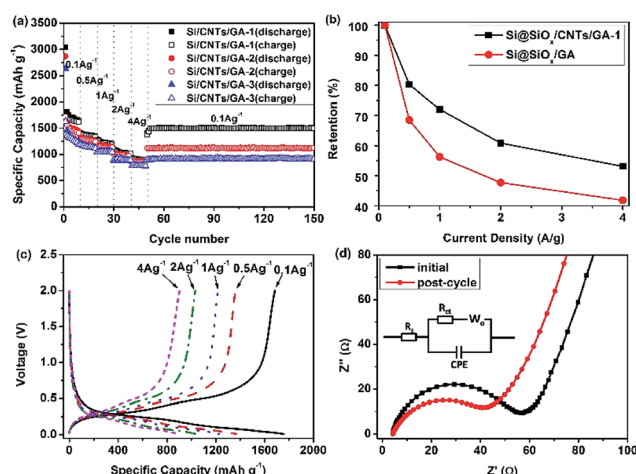 (a)
Si/CNTs/GA-1(discharge)
Si/CNTs/GA-1(charge)
Si/CNTs/GA-2(discharge)
Si/CNTs/GA-2(charge)
Si/CNTs/GA-3(discharge)
Si/CNTs/GA-3(charge)
0.1Ag⁻¹
0.5Ag⁻¹
1Ag⁻¹
2Ag⁻¹
4Ag⁻¹
0.1Ag⁻¹
3500
3000
2500
2000
1500
1000
500
0
Specific Capacity (mAh g⁻¹)
0 30 60 90 120 150
Cycle number
(b)
Si@SiOₓ/CNTs/GA-1
Si@SiOₓ/GA
100
90
80
70
60
50
40
Retention (%)
0 1 2 3 4
Current Density (A/g)
(c)
4Ag⁻¹ 2Ag⁻¹ 1Ag⁻¹ 0.5Ag⁻¹ 0.1Ag⁻¹
2.0
1.5
1.0
0.5
0.0
Voltage (V)
0 400 800 1200 1600 2000
Specific Capacity (mAh g⁻¹)
(d)
initial
post-cycle
Rₛ
R_ct
Wₒ
CPE
80
60
40
20
0
Z'' (Ω)
0 20 40 60 80 100
Z' (Ω)